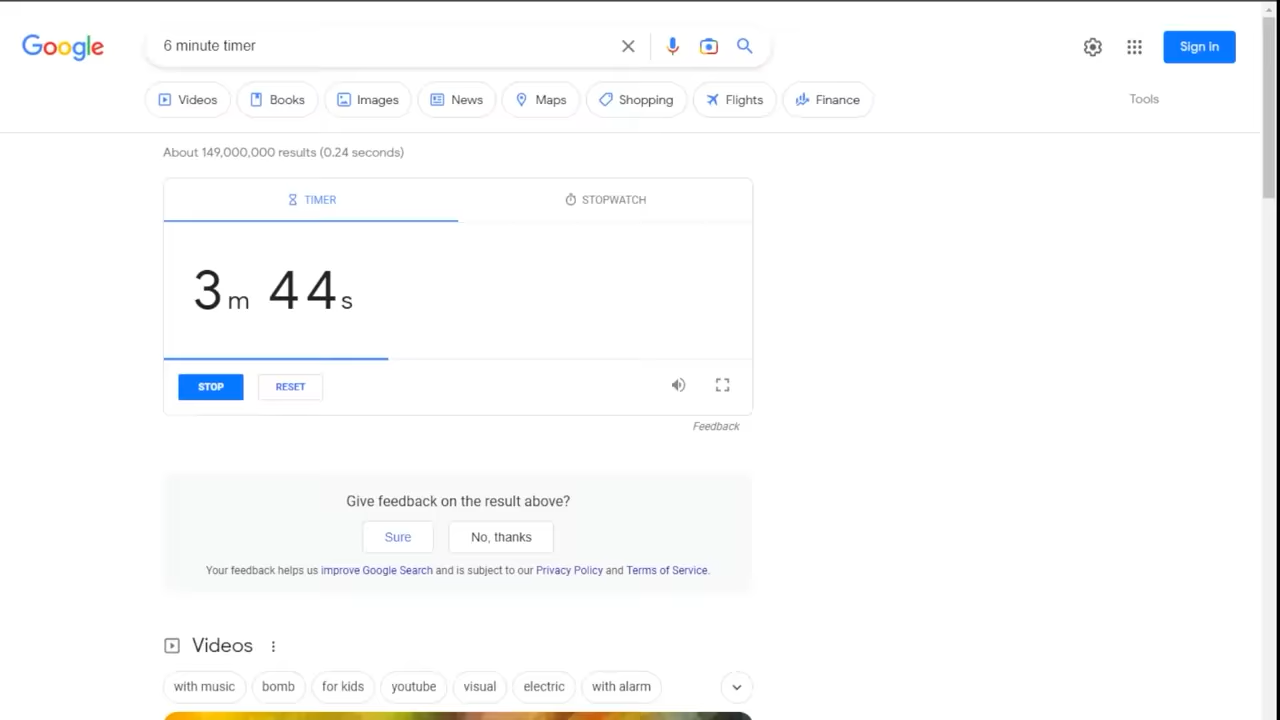 Google
6 minute timer
Sign In
Videos
Books
Images
News
Maps
Shopping
Flights
Finance
Tools
About 149,000,000 results (0.24 seconds)
TIMER
STOPWATCH
3 m 44 s
STOP
RESET
Feedback
Give feedback on the result above?
Sure
No, thanks
Your feedback helps us improve Google Search and is subject to our Privacy Policy and Terms of Service.
Videos
with music
bomb
for kids
youtube
visual
electric
with alarm